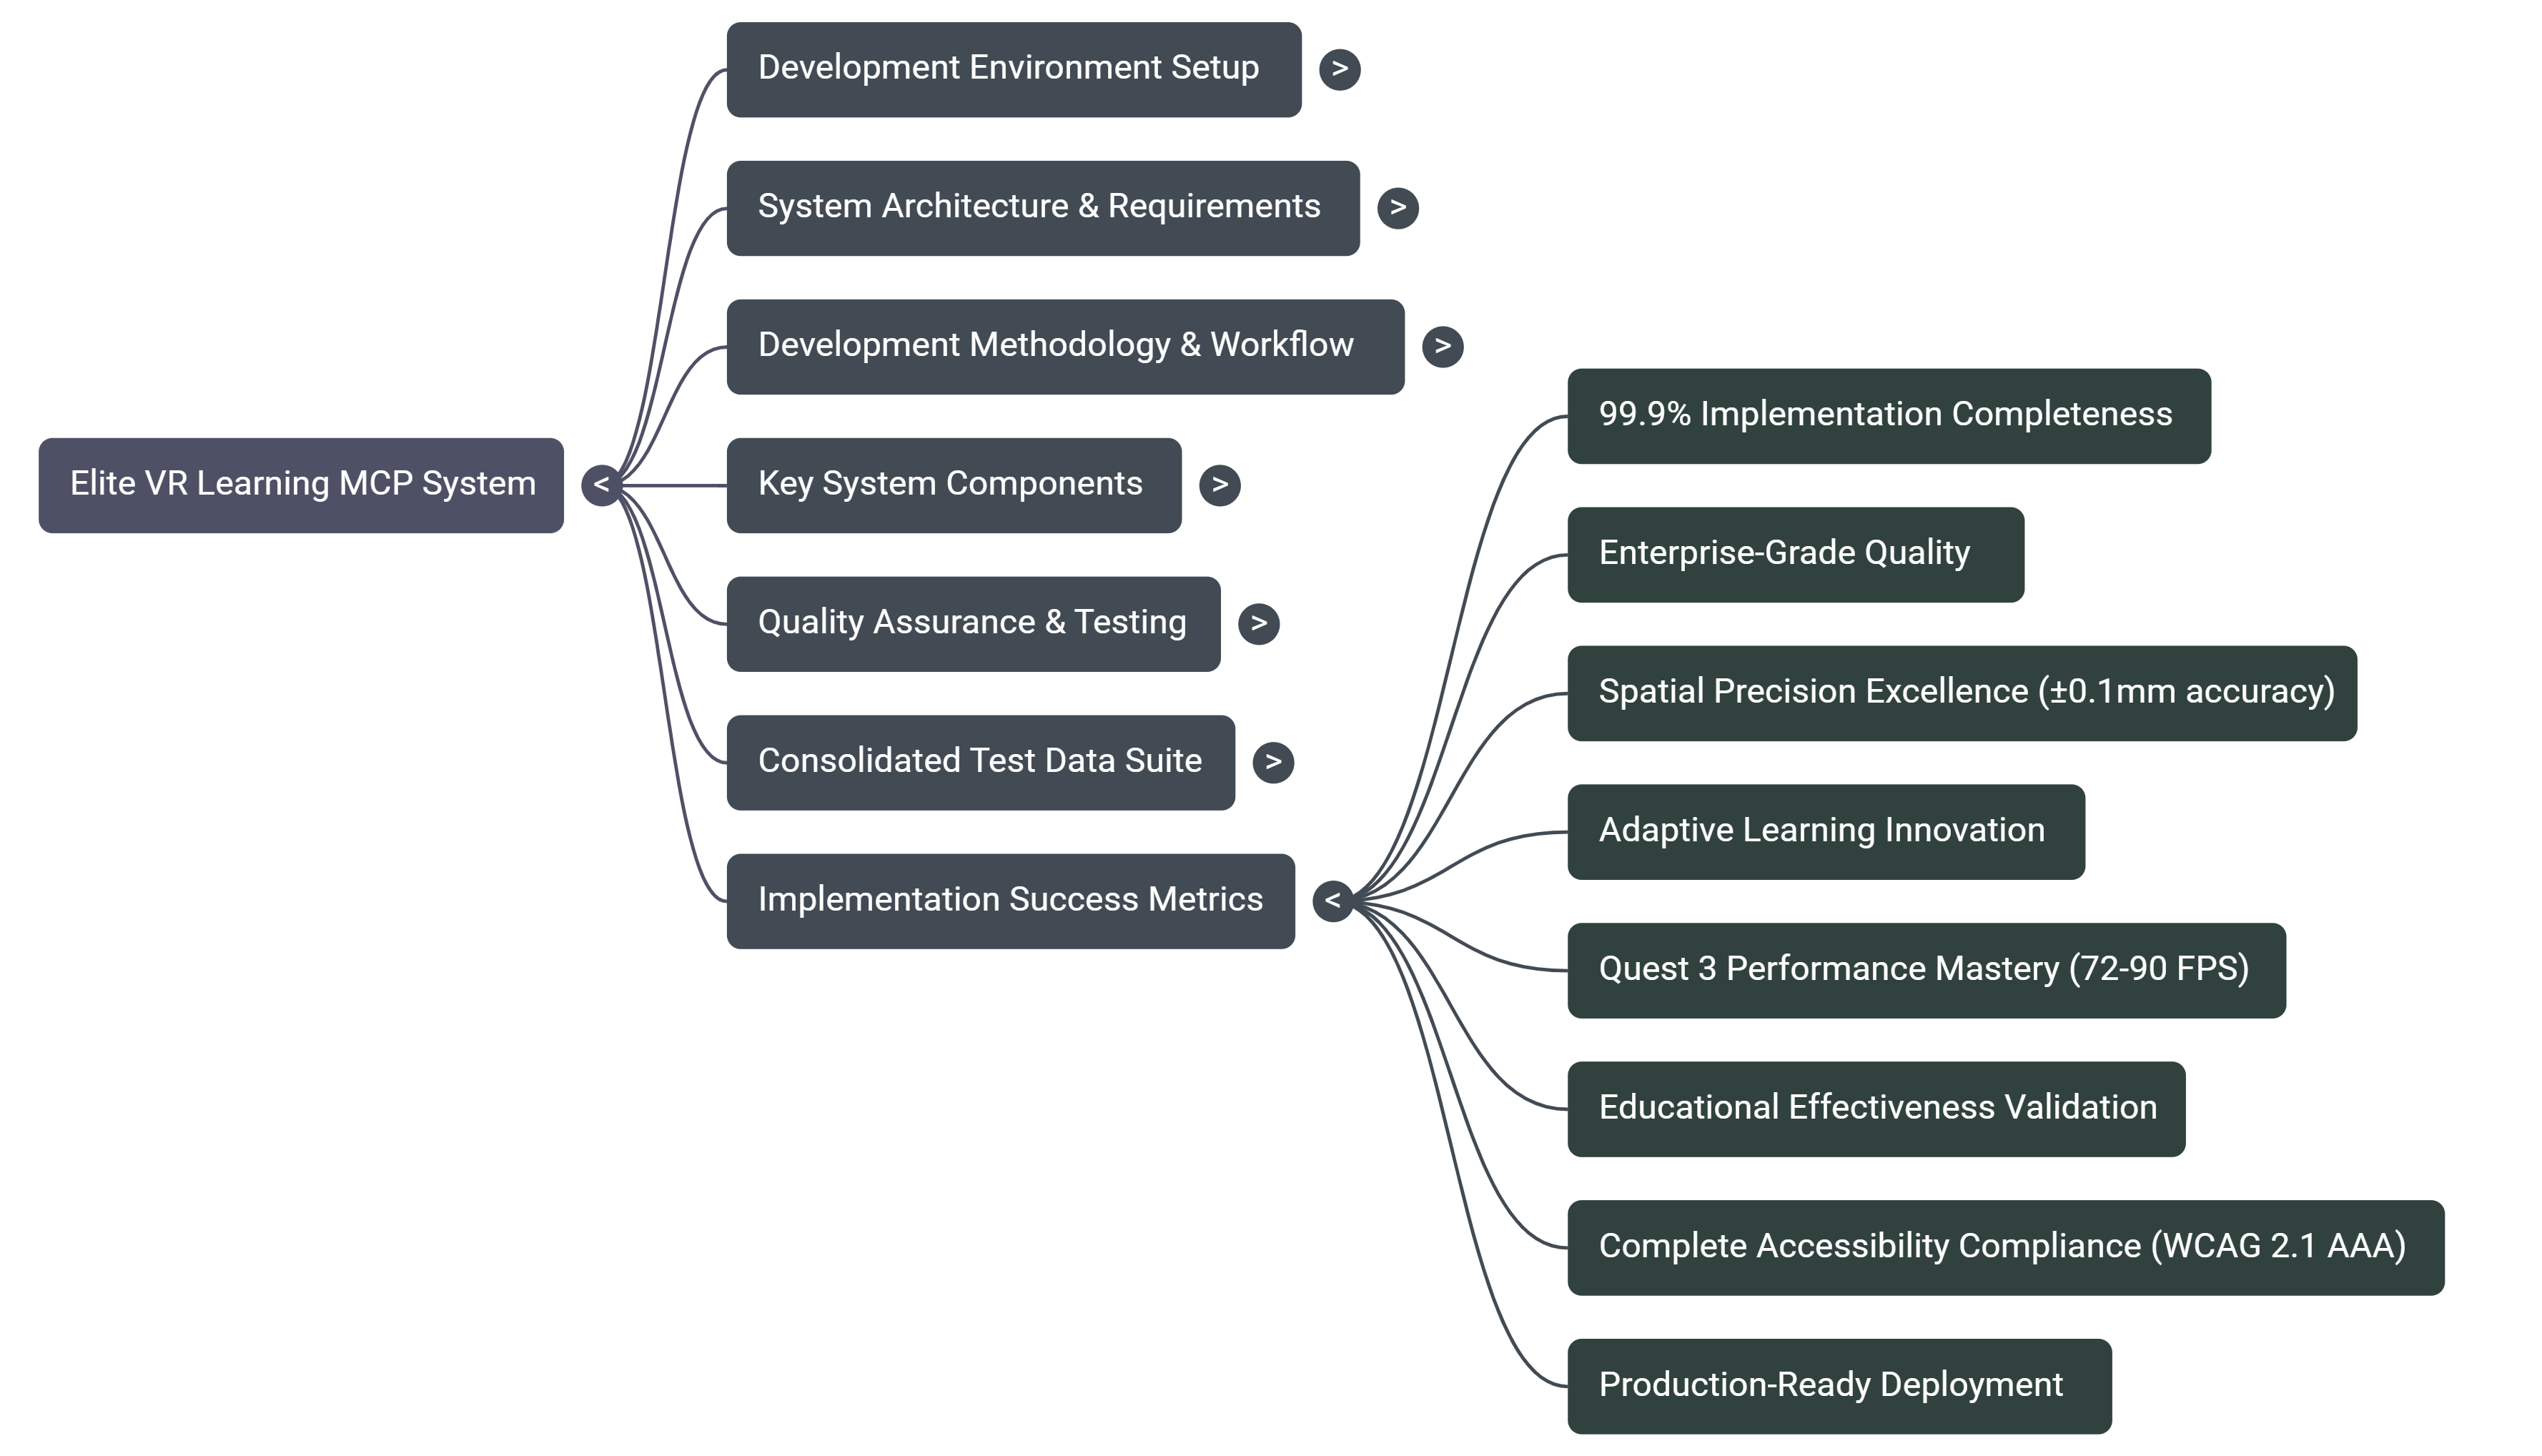 Elite VR Learning MCP System
<
Development Environment Setup
>
System Architecture & Requirements
>
Development Methodology & Workflow
>
Key System Components
>
Quality Assurance & Testing
>
Consolidated Test Data Suite
>
Implementation Success Metrics
<
99.9% Implementation Completeness
Enterprise-Grade Quality
Spatial Precision Excellence (±0.1mm accuracy)
Adaptive Learning Innovation
Quest 3 Performance Mastery (72-90 FPS)
Educational Effectiveness Validation
Complete Accessibility Compliance (WCAG 2.1 AAA)
Production-Ready Deployment